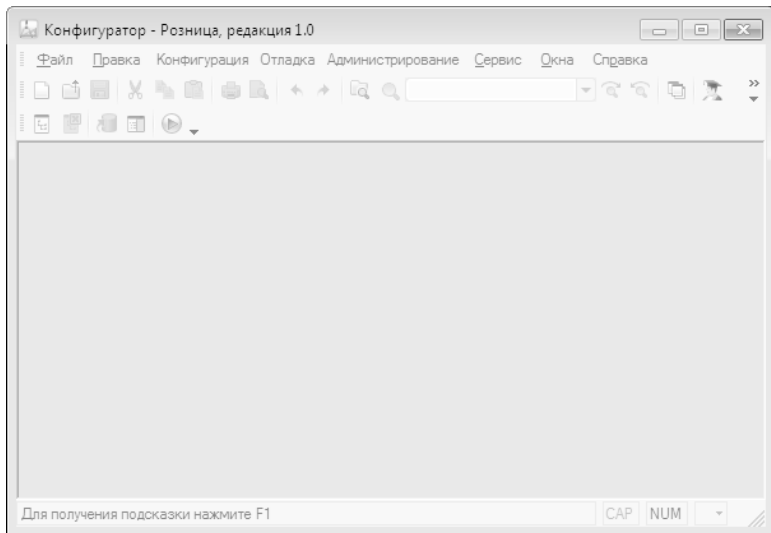 Конфигуратор - Розница, редакция 1.0
Файл Правка Конфигурация Отладка Администрирование Сервис Окна Справка
Для получения подсказки нажмите F1 CAP NUM